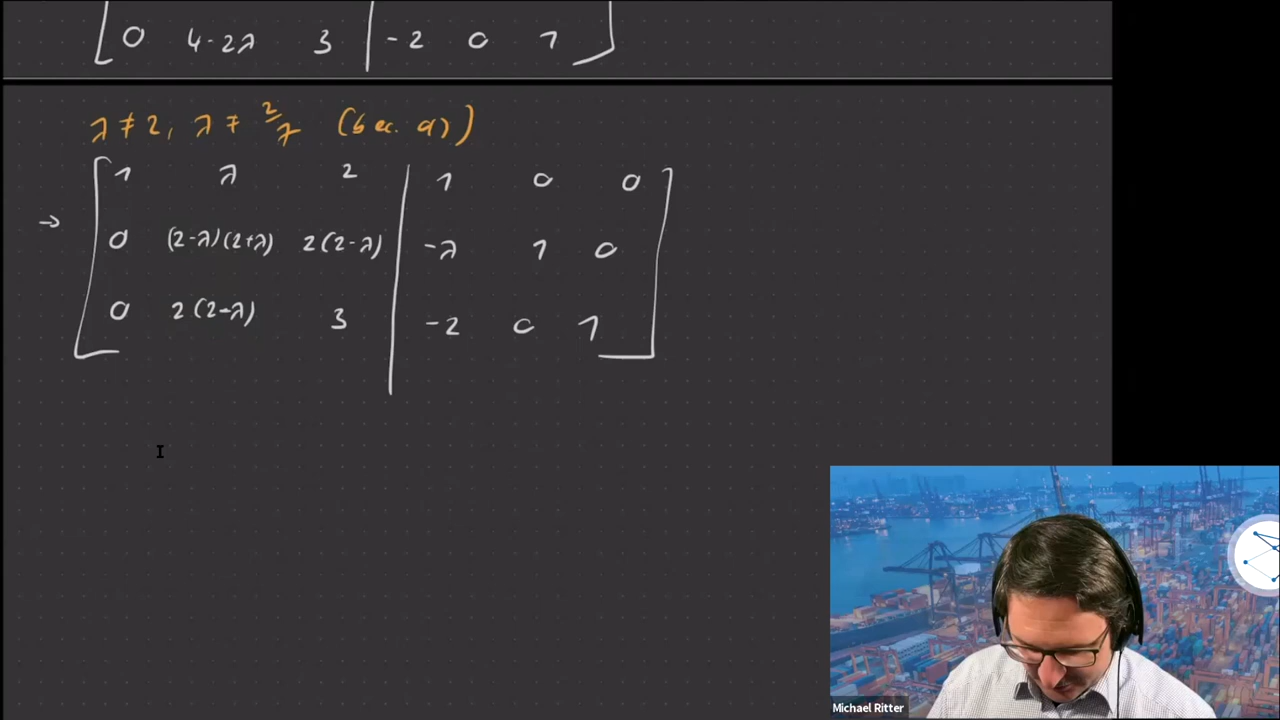 0 4-2λ 3 | -2 0 1
λ ≠ 2, λ ≠ 2/7 (bec. a))
1 λ 2 | 1 0 0
→ 0 (2-λ)(2+λ) 2(2-λ) | -λ 1 0
0 2(2-λ) 3 | -2 0 1
Michael Ritter